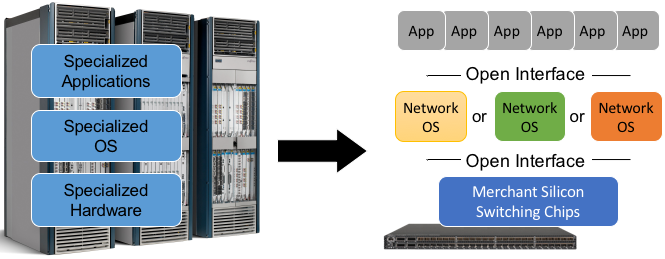 Specialized
Applications
Specialized
OS
Specialized
Hardware
App App App App App App
Open Interface
Network
OS
or
Network
OS
or
Network
OS
Open Interface
Merchant Silicon
Switching Chips